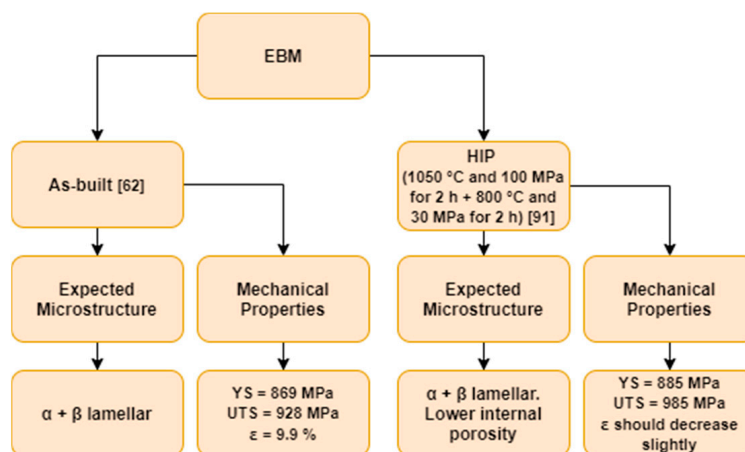 EBM
As-built [62]
HIP
(1050 °C and 100 MPa
for 2 h + 800 °C and
30 MPa for 2 h) [91]
Expected
Microstructure
Mechanical
Properties
Expected
Microstructure
Mechanical
Properties
α + β lamellar
YS = 869 MPa
UTS = 928 MPa
ε = 9.9 %
α + β lamellar.
Lower internal
porosity
YS = 885 MPa
UTS = 985 MPa
ε should decrease
slightly